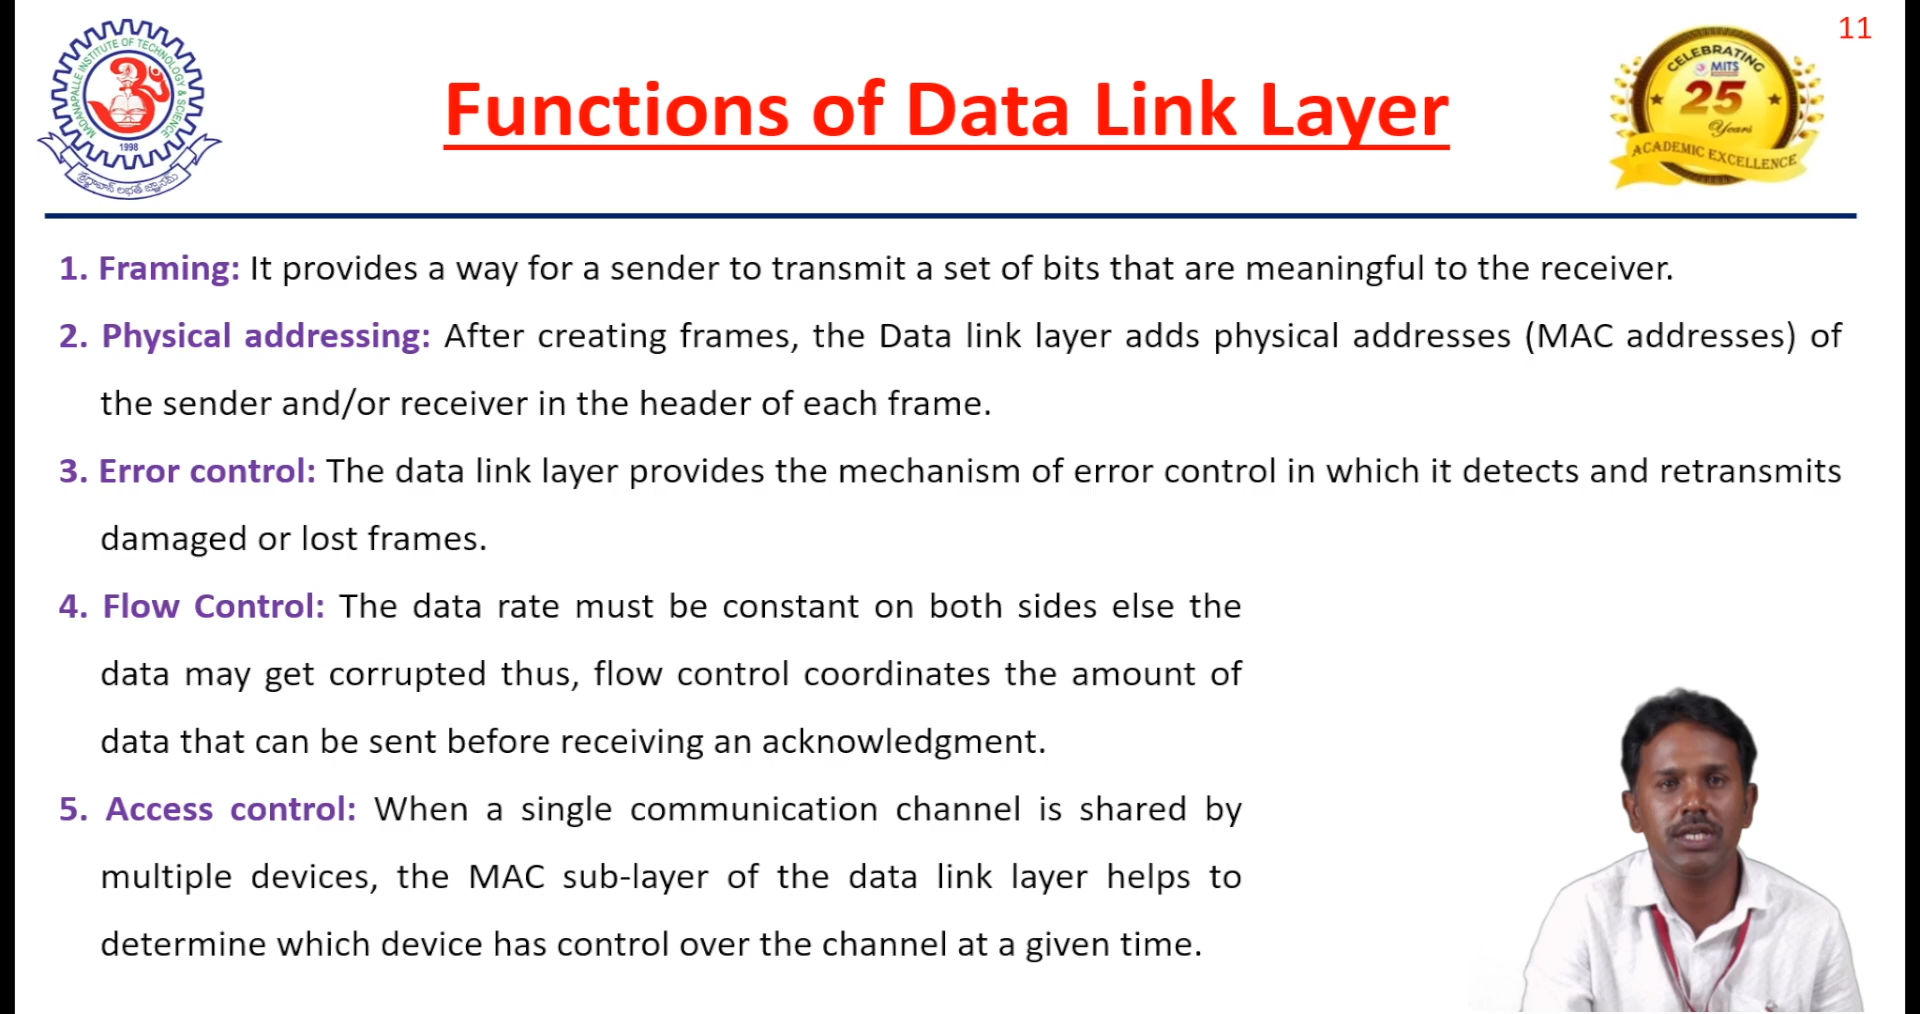 11
MADANAPALLE INSTITUTE OF TECHNOLOGY & SCIENCE
1998
Functions of Data Link Layer
CELEBRATING
MITS
25
Years
ACADEMIC EXCELLENCE
1. Framing: It provides a way for a sender to transmit a set of bits that are meaningful to the receiver.
2. Physical addressing: After creating frames, the Data link layer adds physical addresses (MAC addresses) of
the sender and/or receiver in the header of each frame.
3. Error control: The data link layer provides the mechanism of error control in which it detects and retransmits
damaged or lost frames.
4. Flow Control: The data rate must be constant on both sides else the
data may get corrupted thus, flow control coordinates the amount of
data that can be sent before receiving an acknowledgment.
5. Access control: When a single communication channel is shared by
multiple devices, the MAC sub-layer of the data link layer helps to
determine which device has control over the channel at a given time.